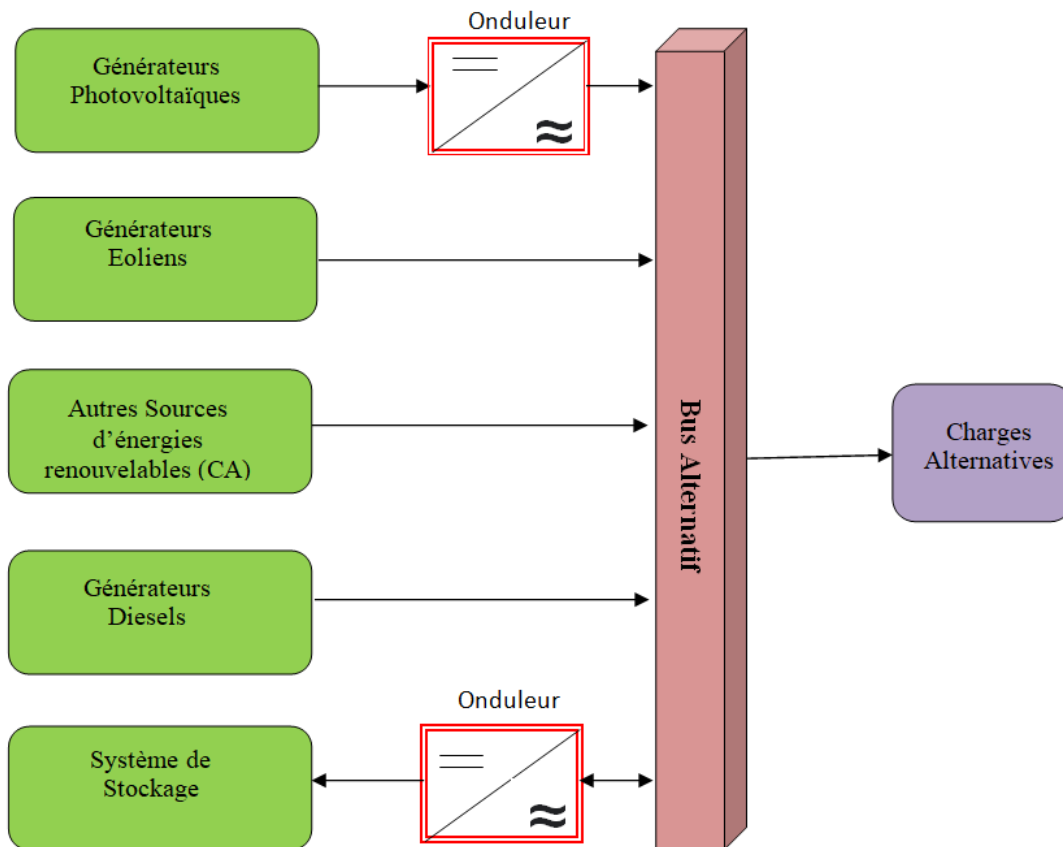 Onduleur
Générateurs
Photovoltaïques
Générateurs
Eoliens
Autres Sources
d’énergies
renouvelables (CA)
Générateurs
Diesels
Onduleur
Système de
Stockage
Bus Alternatif
Charges
Alternatives